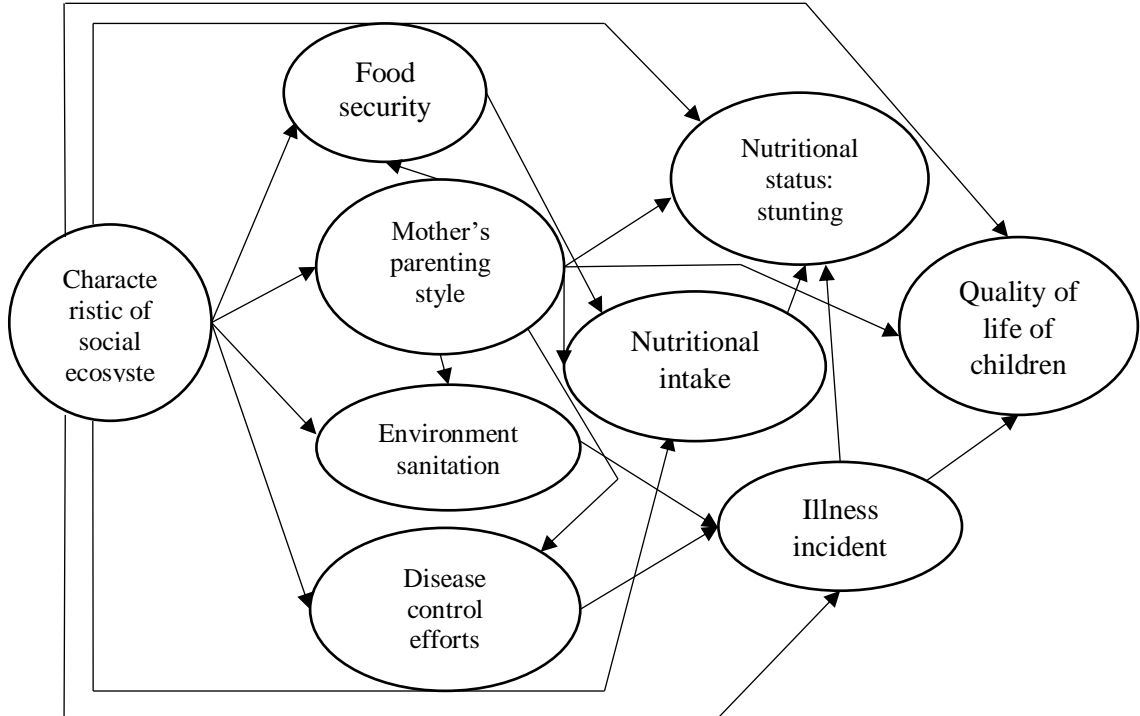 Food
security
Nutritional
status:
stunting
Mother's
parenting
style
Characte
ristic of
social
ecosyste
Quality of
life of
children
Nutritional
intake
Environment
sanitation
Illness
incident
Disease
control
efforts